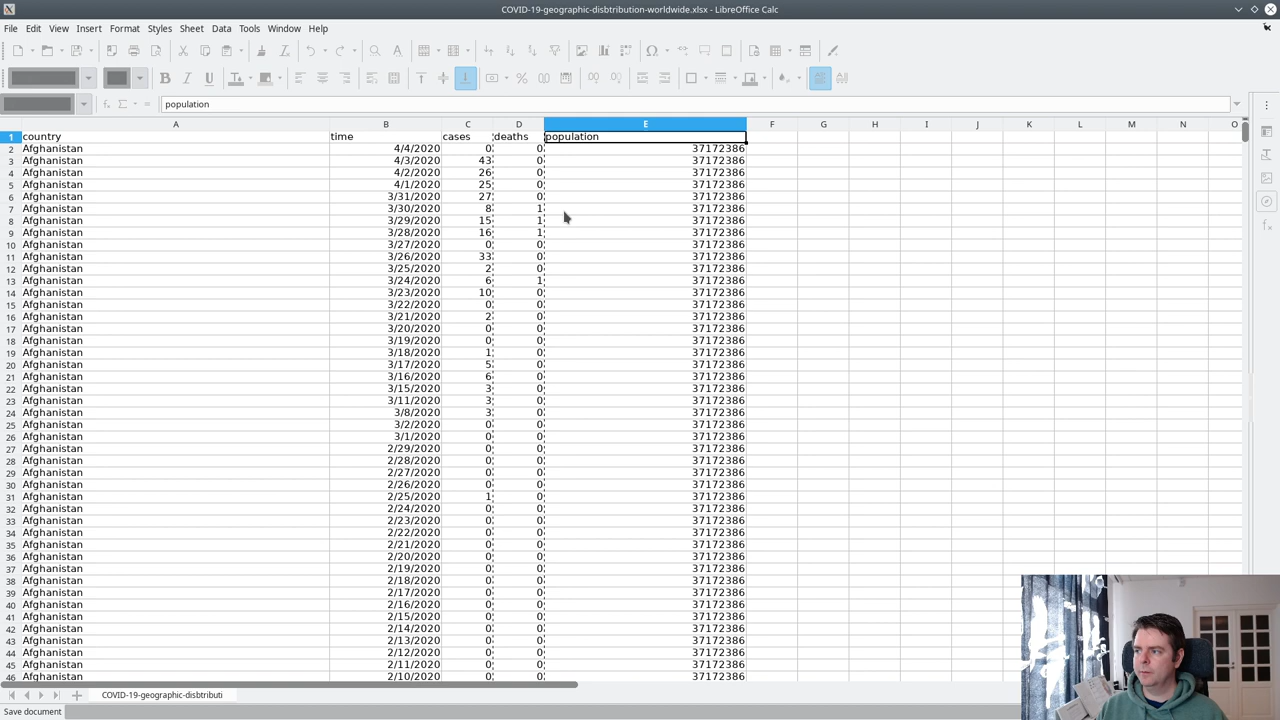 COVID-19-geographic-disbtribution-worldwide.xlsx - LibreOffice Calc
File Edit View Insert Format Styles Sheet Data Tools Window Help
population
A B C D E F G H I J K L M N O
1 country time cases deaths population
2 Afghanistan 4/4/2020 0 0 37172386
3 Afghanistan 4/3/2020 43 0 37172386
4 Afghanistan 4/2/2020 26 0 37172386
5 Afghanistan 4/1/2020 25 0 37172386
6 Afghanistan 3/31/2020 27 0 37172386
7 Afghanistan 3/30/2020 8 1 37172386
8 Afghanistan 3/29/2020 15 1 37172386
9 Afghanistan 3/28/2020 16 1 37172386
10 Afghanistan 3/27/2020 0 0 37172386
11 Afghanistan 3/26/2020 33 0 37172386
12 Afghanistan 3/25/2020 2 0 37172386
13 Afghanistan 3/24/2020 6 1 37172386
14 Afghanistan 3/23/2020 10 0 37172386
15 Afghanistan 3/22/2020 0 0 37172386
16 Afghanistan 3/21/2020 2 0 37172386
17 Afghanistan 3/20/2020 0 0 37172386
18 Afghanistan 3/19/2020 0 0 37172386
19 Afghanistan 3/18/2020 1 0 37172386
20 Afghanistan 3/17/2020 5 0 37172386
21 Afghanistan 3/16/2020 6 0 37172386
22 Afghanistan 3/15/2020 3 0 37172386
23 Afghanistan 3/11/2020 3 0 37172386
24 Afghanistan 3/8/2020 3 0 37172386
25 Afghanistan 3/2/2020 0 0 37172386
26 Afghanistan 3/1/2020 0 0 37172386
27 Afghanistan 2/29/2020 0 0 37172386
28 Afghanistan 2/28/2020 0 0 37172386
29 Afghanistan 2/27/2020 0 0 37172386
30 Afghanistan 2/26/2020 0 0 37172386
31 Afghanistan 2/25/2020 1 0 37172386
32 Afghanistan 2/24/2020 0 0 37172386
33 Afghanistan 2/23/2020 0 0 37172386
34 Afghanistan 2/22/2020 0 0 37172386
35 Afghanistan 2/21/2020 0 0 37172386
36 Afghanistan 2/20/2020 0 0 37172386
37 Afghanistan 2/19/2020 0 0 37172386
38 Afghanistan 2/18/2020 0 0 37172386
39 Afghanistan 2/17/2020 0 0 37172386
40 Afghanistan 2/16/2020 0 0 37172386
41 Afghanistan 2/15/2020 0 0 37172386
42 Afghanistan 2/14/2020 0 0 37172386
43 Afghanistan 2/13/2020 0 0 37172386
44 Afghanistan 2/12/2020 0 0 37172386
45 Afghanistan 2/11/2020 0 0 37172386
46 Afghanistan 2/10/2020 0 0 37172386
COVID-19-geographic-disbtributi
Save document